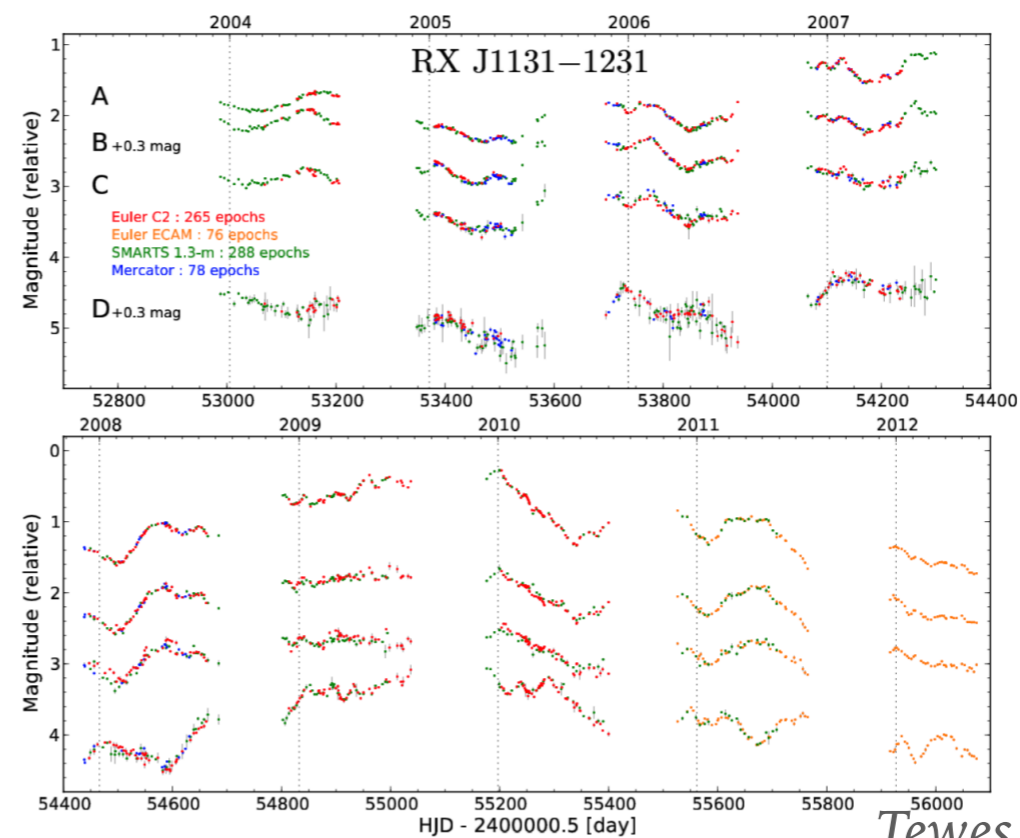 2004 2005 2006 2007
RX J1131−1231
1
A
2
B +0.3 mag
3
C
Euler C2 : 265 epochs
Euler ECAM : 76 epochs
SMARTS 1.3-m : 288 epochs
Mercator : 78 epochs
4
D +0.3 mag
5
Magnitude (relative)
52800 53000 53200 53400 53600 53800 54000 54200 54400
2008 2009 2010 2011 2012
0
1
2
3
4
Magnitude (relative)
54400 54600 54800 55000 55200 55400 55600 55800 56000
HJD - 2400000.5 [day]
Tewes